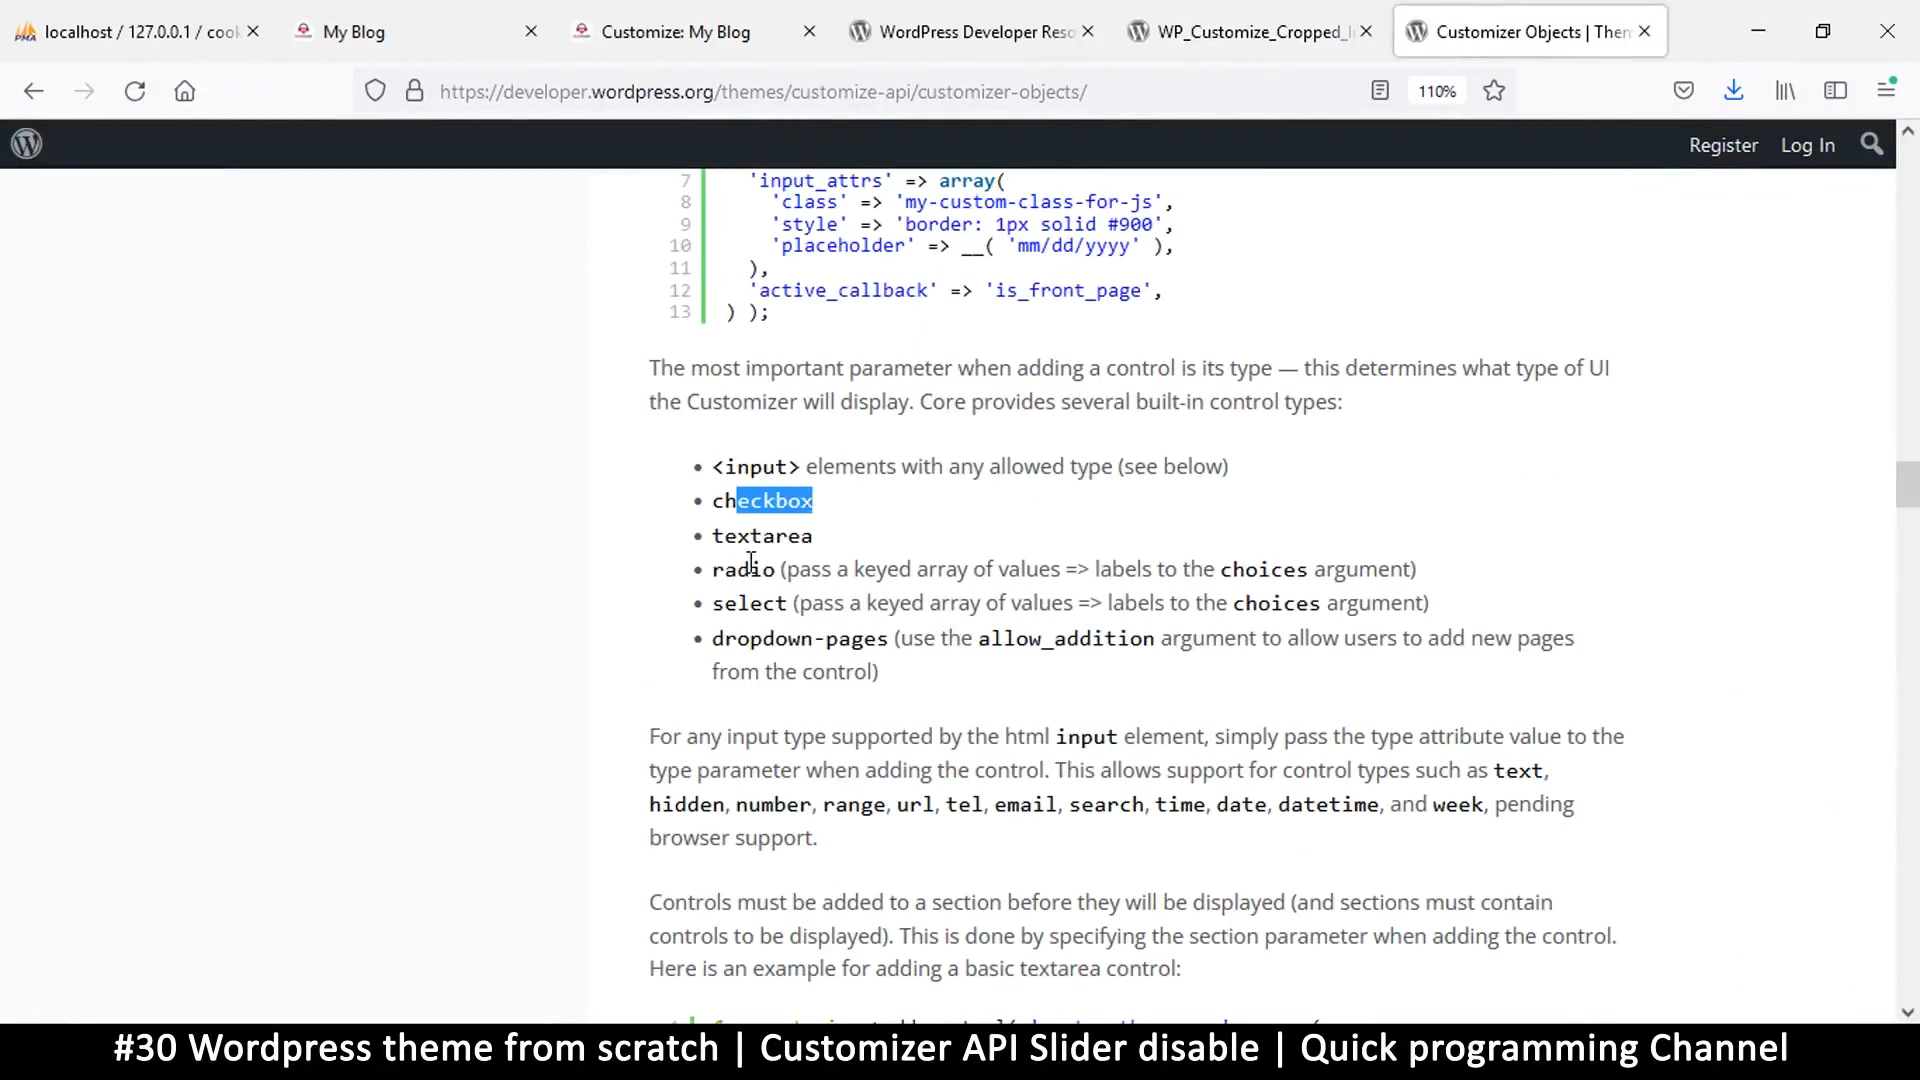 localhost / 127.0.0.1 / cook
My Blog
Customize: My Blog
WordPress Developer Reso
WP_Customize_Cropped_I
Customizer Objects | Them
https://developer.wordpress.org/themes/customize-api/customizer-objects/
110%
Register Log In
7 'input_attrs' => array(
8 'class' => 'my-custom-class-for-js',
9 'style' => 'border: 1px solid #900',
10 'placeholder' => __( 'mm/dd/yyyy' ),
11 ),
12 'active_callback' => 'is_front_page',
13 ) );
The most important parameter when adding a control is its type — this determines what type of UI
the Customizer will display. Core provides several built-in control types:
• <input> elements with any allowed type (see below)
• checkbox
• textarea
• radio (pass a keyed array of values => labels to the choices argument)
• select (pass a keyed array of values => labels to the choices argument)
• dropdown-pages (use the allow_addition argument to allow users to add new pages
from the control)
For any input type supported by the html input element, simply pass the type attribute value to the
type parameter when adding the control. This allows support for control types such as text,
hidden, number, range, url, tel, email, search, time, date, datetime, and week, pending
browser support.
Controls must be added to a section before they will be displayed (and sections must contain
controls to be displayed). This is done by specifying the section parameter when adding the control.
Here is an example for adding a basic textarea control:
#30 Wordpress theme from scratch | Customizer API Slider disable | Quick programming Channel